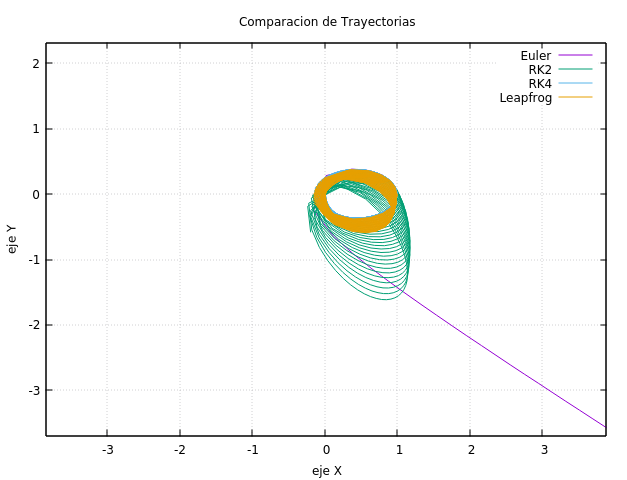 Comparacion de Trayectorias
Euler
RK2
RK4
Leapfrog
2
1
0
-1
-2
-3
eje Y
-3
-2
-1
0
1
2
3
eje X